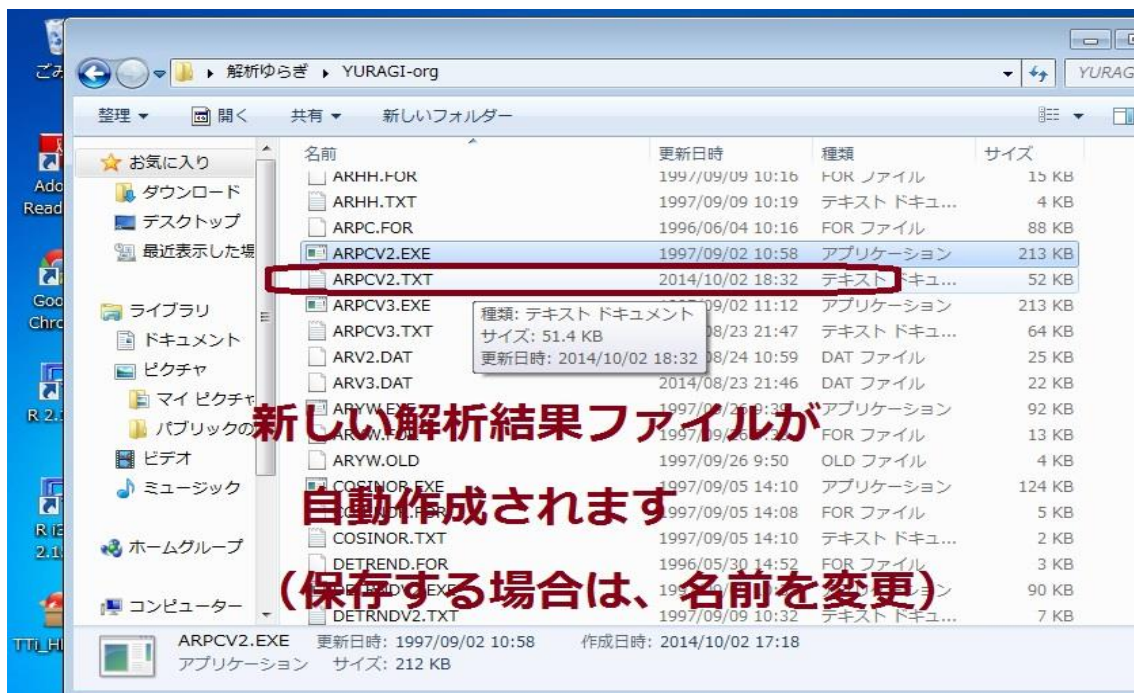 ごみ
解析ゆらぎ ▸ YURAGI-org
YURAG
整理 開く 共有 新しいフォルダー
名前 更新日時 種類 サイズ
お気に入り
ダウンロード
デスクトップ
最近表示した場
ライブラリ
ドキュメント
ピクチャ
マイ ピクチャ
パブリックの
ビデオ
ミュージック
ホームグループ
コンピューター
Ado
Read
Goo
Chro
ARHH.FOR 1997/09/09 10:16 FOR ファイル 15 KB
ARHH.TXT 1997/09/09 10:19 テキスト ドキュ... 4 KB
ARPC.FOR 1996/06/04 10:16 FOR ファイル 88 KB
ARPCV2.EXE 1997/09/02 10:58 アプリケーション 213 KB
ARPCV2.TXT 2014/10/02 18:32 テキスト ドキュ... 52 KB
ARPCV3.EXE 09/02 11:12 アプリケーション 213 KB
ARPCV3.TXT 08/23 21:47 テキスト ドキュ... 64 KB
ARV2.DAT 08/24 10:59 DAT ファイル 25 KB
ARV3.DAT 2014/08/23 21:46 DAT ファイル 22 KB
種類: テキスト ドキュメント
サイズ: 51.4 KB
更新日時: 2014/10/02 18:32
ARYW.EXE アプリケーション 92 KB
FOR ファイル 13 KB
ARYW.OLD 1997/09/26 9:50 OLD ファイル 4 KB
COSINOR.EXE 1997/09/05 14:10 アプリケーション 124 KB
1997/09/05 14:08 FOR ファイル 5 KB
COSINOR.TXT 1997/09/05 14:10 テキスト ドキュ... 2 KB
DETREND.FOR 1996/05/30 14:52 FOR ファイル 3 KB
90 KB
DETRNDV2.TXT 1997/09/09 10:32 テキスト ドキュ... 7 KB
新しい解析結果ファイルが
自動作成されます
(保存する場合は、名前を変更)
ARPCV2.EXE 更新日時: 1997/09/02 10:58 作成日時: 2014/10/02 17:18
アプリケーション サイズ: 212 KB